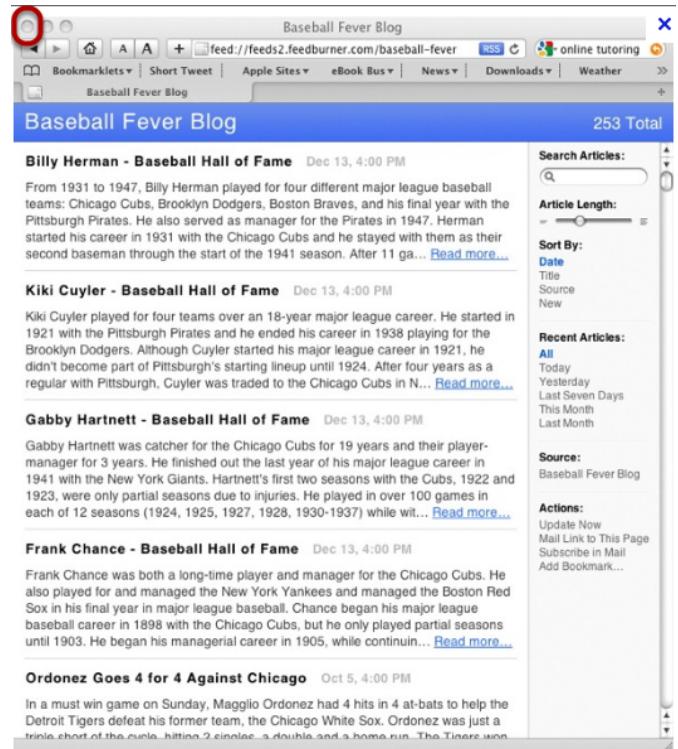 Baseball Fever Blog
A A + feed://feeds2.feedburner.com/baseball-fever RSS online tutoring
Bookmarklets Short Tweet Apple Sites eBook Bus News Downloads Weather
Baseball Fever Blog
Baseball Fever Blog 253 Total
Billy Herman - Baseball Hall of Fame Dec 13, 4:00 PM
From 1931 to 1947, Billy Herman played for four different major league baseball
teams: Chicago Cubs, Brooklyn Dodgers, Boston Braves, and his final year with the
Pittsburgh Pirates. He also served as manager for the Pirates in 1947. Herman
started his career in 1931 with the Chicago Cubs and he stayed with them as their
second baseman through the start of the 1941 season. After 11 ga... Read more...
Kiki Cuyler - Baseball Hall of Fame Dec 13, 4:00 PM
Kiki Cuyler played for four teams over an 18-year major league career. He started in
1921 with the Pittsburgh Pirates and he ended his career in 1938 playing for the
Brooklyn Dodgers. Although Cuyler started his major league career in 1921, he
didn't become part of Pittsburgh's starting lineup until 1924. After four years as a
regular with Pittsburgh, Cuyler was traded to the Chicago Cubs in N... Read more...
Gabby Hartnett - Baseball Hall of Fame Dec 13, 4:00 PM
Gabby Hartnett was catcher for the Chicago Cubs for 19 years and their player-
manager for 3 years. He finished out the last year of his major league career in
1941 with the New York Giants. Hartnett's first two seasons with the Cubs, 1922 and
1923, were only partial seasons due to injuries. He played in over 100 games in
each of 12 seasons (1924, 1925, 1927, 1928, 1930-1937) while wit... Read more...
Frank Chance - Baseball Hall of Fame Dec 13, 4:00 PM
Frank Chance was both a long-time player and manager for the Chicago Cubs. He
also played for and managed the New York Yankees and managed the Boston Red
Sox in his final year in major league baseball. Chance began his major league
baseball career in 1898 with the Chicago Cubs, but he only played partial seasons
until 1903. He began his managerial career in 1905, while continuin... Read more...
Ordonez Goes 4 for 4 Against Chicago Oct 5, 4:00 PM
In a must win game on Sunday, Magglio Ordonez had 4 hits in 4 at-bats to help the
Detroit Tigers defeat his former team, the Chicago White Sox. Ordonez was just a
triple short of the cycle, hitting 2 singles, a double and a home run. The Tigers won
Search Articles:
Article Length:
Sort By:
Date
Title
Source
New
Recent Articles:
All
Today
Yesterday
Last Seven Days
This Month
Last Month
Source:
Baseball Fever Blog
Actions:
Update Now
Mail Link to This Page
Subscribe in Mail
Add Bookmark...